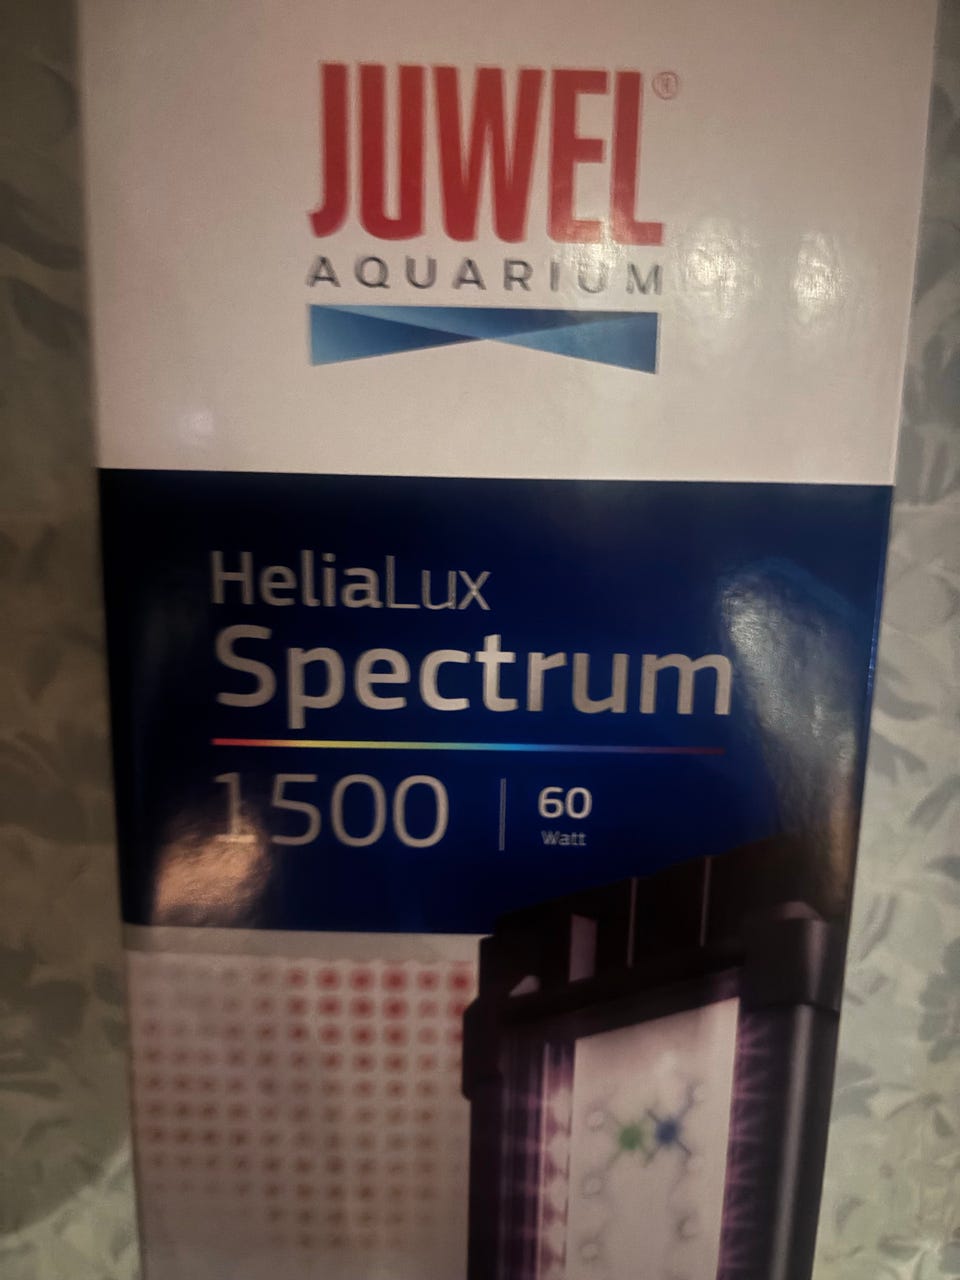 JUWEL®
AQUARIUM
HeliaLux
Spectrum
1500 | 60
Watt